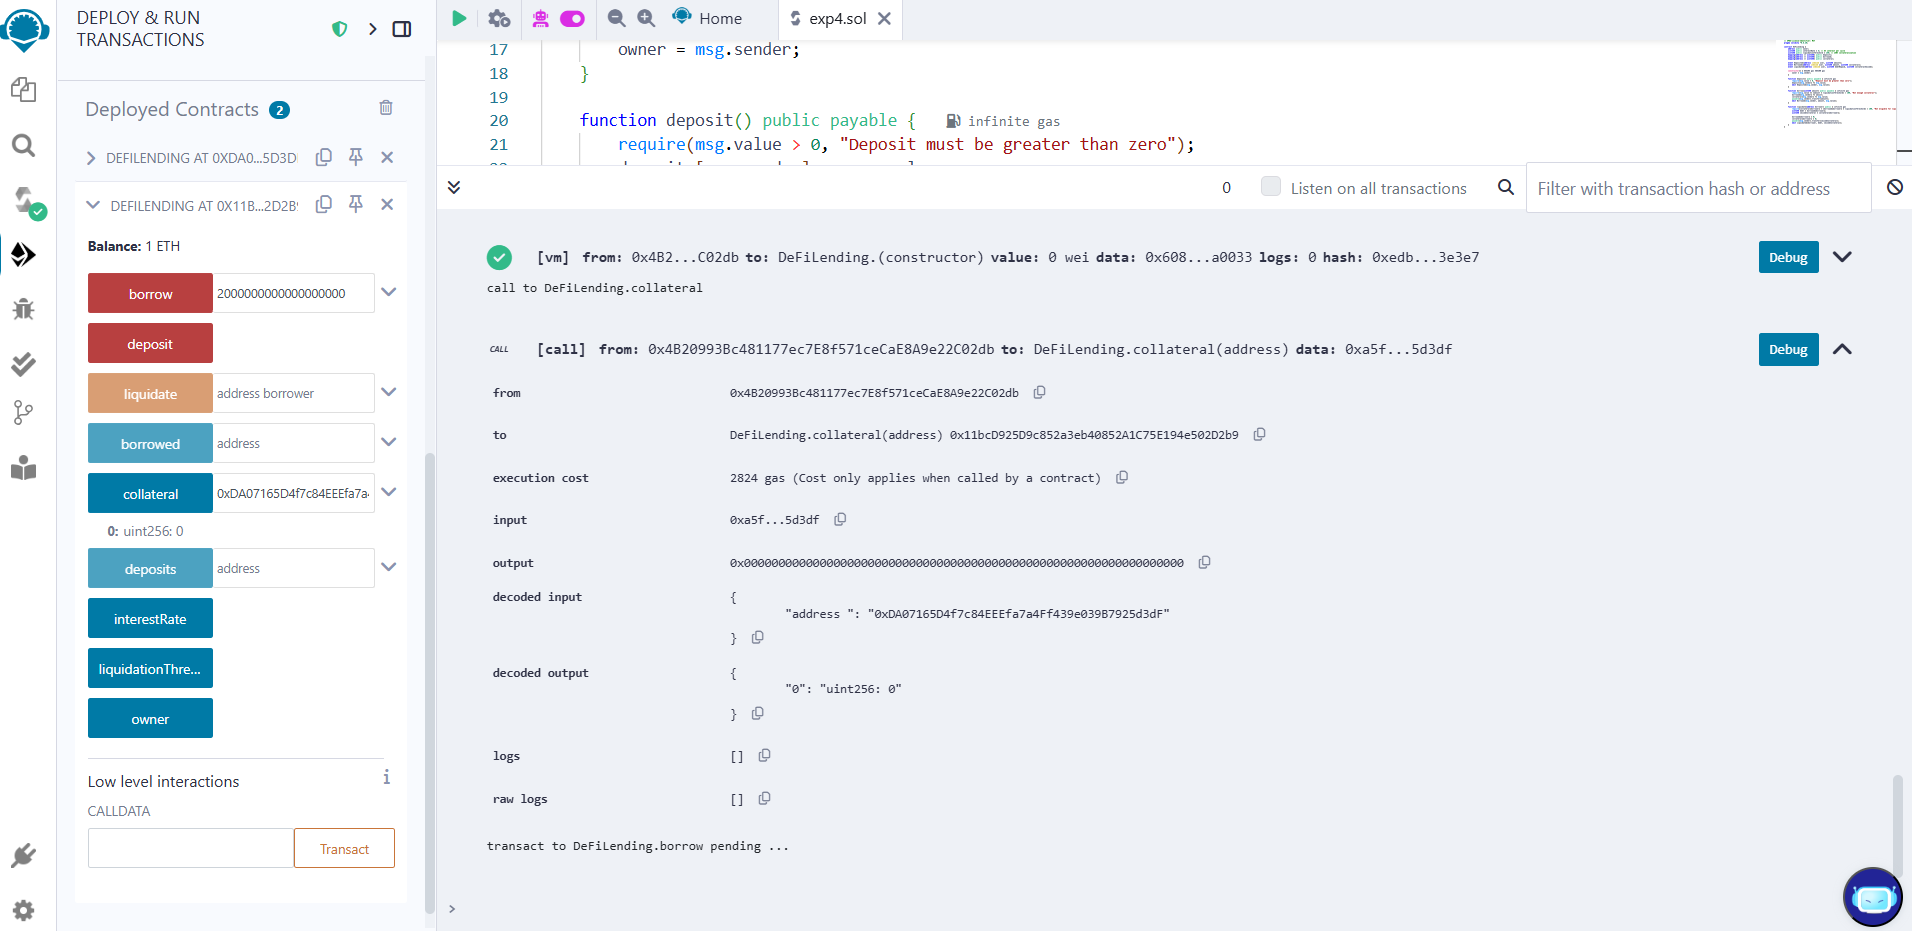 DEPLOY & RUN
TRANSACTIONS
Deployed Contracts 2
DEFILENDING AT 0XDA0...5D3D
DEFILENDING AT 0X11B...2D2B9
Balance: 1 ETH
borrow 2000000000000000000
deposit
liquidate address borrower
borrowed address
collateral 0xDA07165D4f7c84EEEfa7a4
0: uint256: 0
deposits address
interestRate
liquidationThre...
owner
Low level interactions i
CALLDATA
Transact
Home exp4.sol
17 owner = msg.sender;
18 }
19
20 function deposit() public payable { infinite gas
21 require(msg.value > 0, "Deposit must be greater than zero");
0 Listen on all transactions Filter with transaction hash or address
[vm] from: 0x4B2...C02db to: DeFiLending.(constructor) value: 0 wei data: 0x608...a0033 logs: 0 hash: 0xedb...3e3e7 Debug
call to DeFiLending.collateral
CALL [call] from: 0x4B20993Bc481177ec7E8f571ceCaE8A9e22C02db to: DeFiLending.collateral(address) data: 0xa5f...5d3df Debug
from 0x4B20993Bc481177ec7E8f571ceCaE8A9e22C02db
to DeFiLending.collateral(address) 0x11bcD925D9c852a3eb40852A1C75E194e502D2b9
execution cost 2824 gas (Cost only applies when called by a contract)
input 0xa5f...5d3df
output 0x0000000000000000000000000000000000000000000000000000000000000000
decoded input {
"address ": "0xDA07165D4f7c84EEEfa7a4Ff439e039B7925d3dF"
}
decoded output {
"0": "uint256: 0"
}
logs []
raw logs []
transact to DeFiLending.borrow pending ...
>